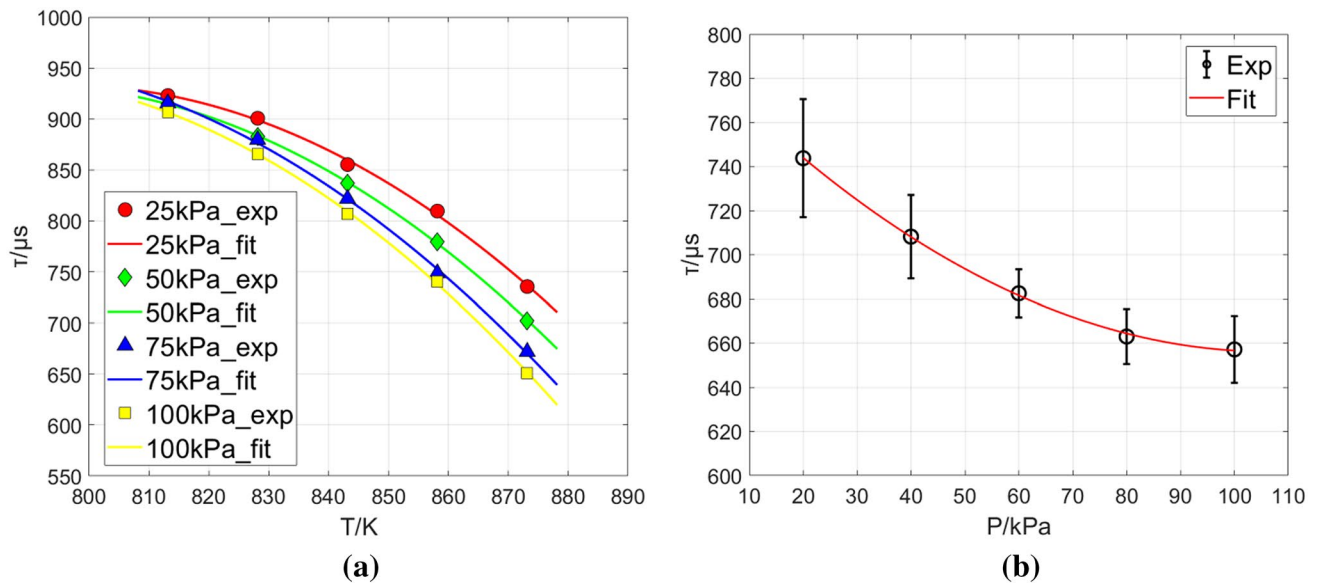 1000
950
900
850
800
750
700
650
600
550
τ/μs
25kPa_exp
25kPa_fit
50kPa_exp
50kPa_fit
75kPa_exp
75kPa_fit
100kPa_exp
100kPa_fit
800 810 820 830 840 850 860 870 880 890
T/K
(a)
800
780
760
740
720
700
680
660
640
620
600
τ/μs
Exp
Fit
10 20 30 40 50 60 70 80 90 100 110
P/kPa
(b)